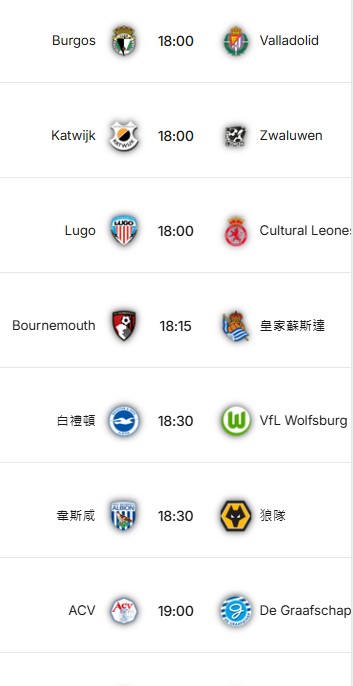 Burgos 18:00 Valladolid
Katwijk 18:00 Zwaluwen
Lugo 18:00 Cultural Leones
Bournemouth 18:15 皇家蘇斯達
白禮頓 18:30 VfL Wolfsburg
韋斯咸 18:30 狼隊
ACV 19:00 De Graafschap